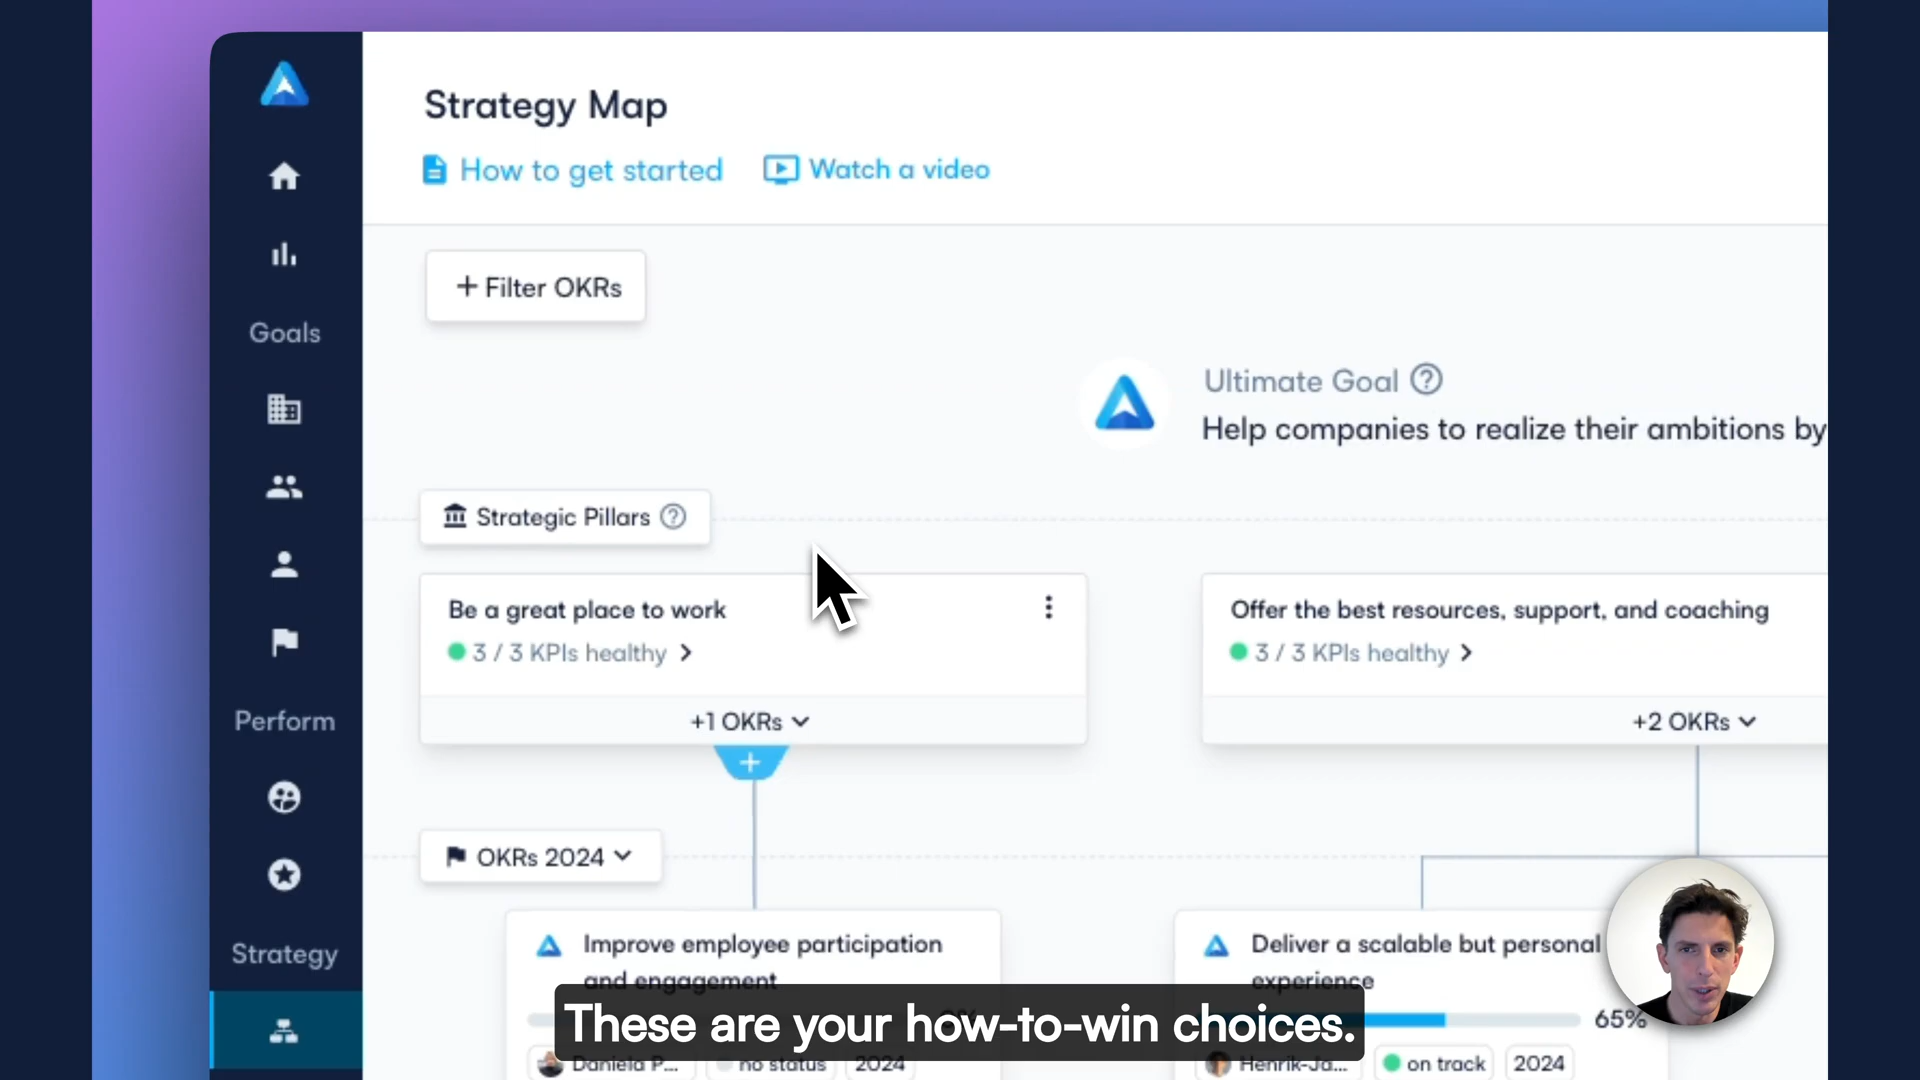 Strategy Map
How to get started
Watch a video
+ Filter OKRs
Goals
Ultimate Goal ?
Help companies to realize their ambitions by
Strategic Pillars ?
Be a great place to work
3 / 3 KPIs healthy >
+1 OKRs
+
Offer the best resources, support, and coaching
3 / 3 KPIs healthy >
+2 OKRs
Perform
OKRs 2024
Strategy
Improve employee participation
and engagement
Deliver a scalable but personal
experience
65%
These are your how-to-win choices.
Daniela P...
no status
2024
Henrik-Ja...
on track
2024